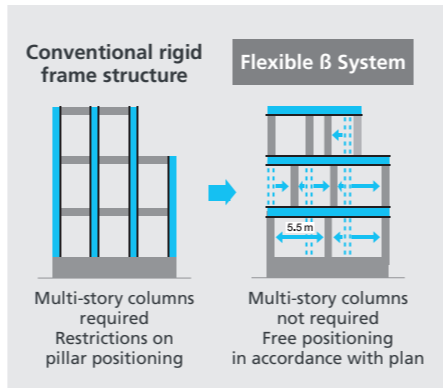 Conventional rigid
frame structure
Flexible ß System
5.5 m
Multi-story columns
required
Restrictions on
pillar positioning
Multi-story columns
not required
Free positioning
in accordance with plan